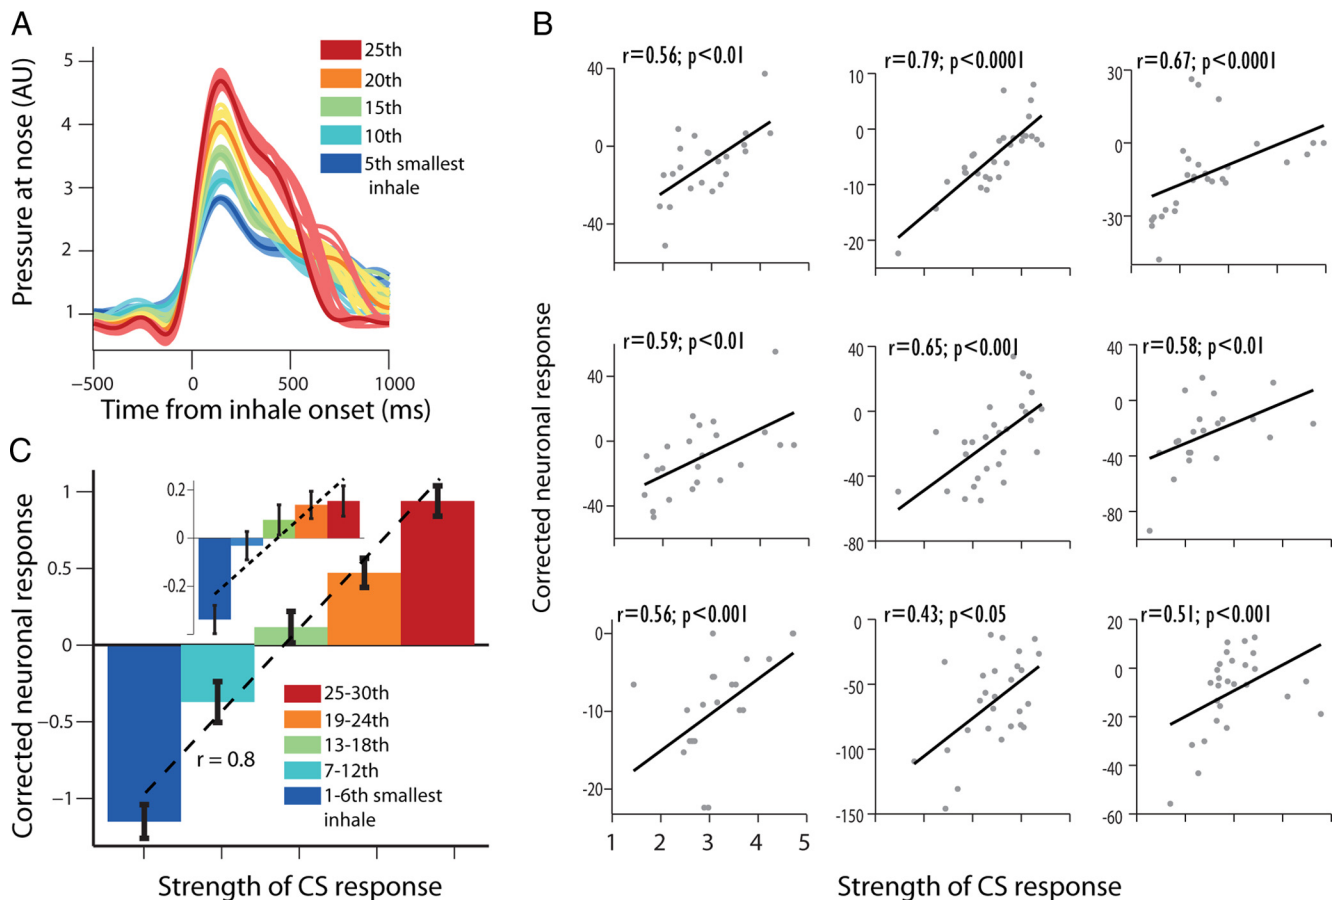 A
Pressure at nose (AU)
5
4
3
2
1
−500
0
500
1000
Time from inhale onset (ms)
25th
20th
15th
10th
5th smallest
inhale
B
Corrected neuronal response
r=0.56; p<0.01
40
0
-40
r=0.79; p<0.0001
10
0
-10
-20
r=0.67; p<0.0001
30
0
-30
r=0.59; p<0.01
40
0
-40
r=0.65; p<0.001
40
0
-40
-80
r=0.58; p<0.01
40
0
-40
-80
r=0.56; p<0.001
0
-10
-20
1
2
3
4
5
r=0.43; p<0.05
0
-50
-100
-150
r=0.51; p<0.001
20
0
-20
-40
-60
Strength of CS response
C
Corrected neuronal response
1
0.5
0
−0.5
−1
0.2
0
-0.2
r = 0.8
25-30th
19-24th
13-18th
7-12th
1-6th smallest
inhale
Strength of CS response